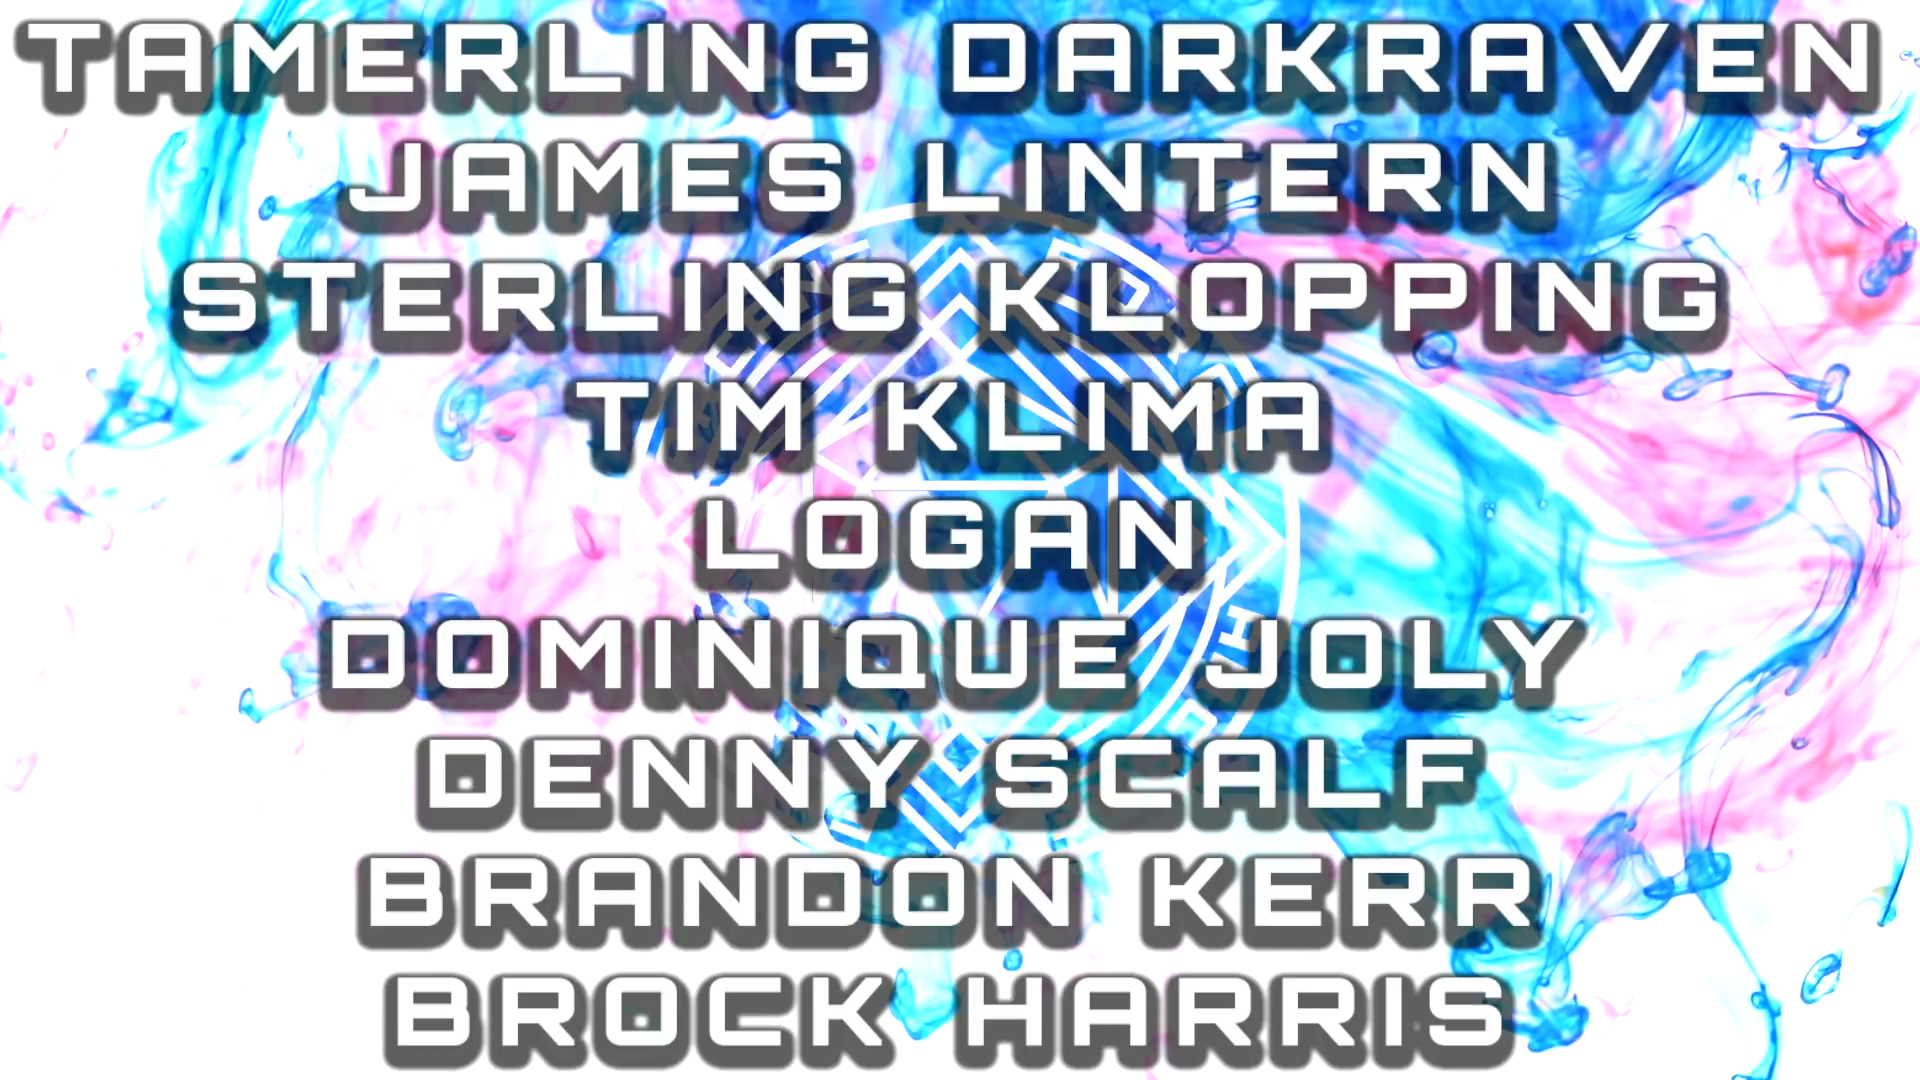 TAMERLING DARKRAVEN
JAMES LINTERN
STERLING KLOPPING
TIM KLIMA
LOGAN
DOMINIQUE JOLY
DENNY SCALF
BRANDON KERR
BROCK HARRIS